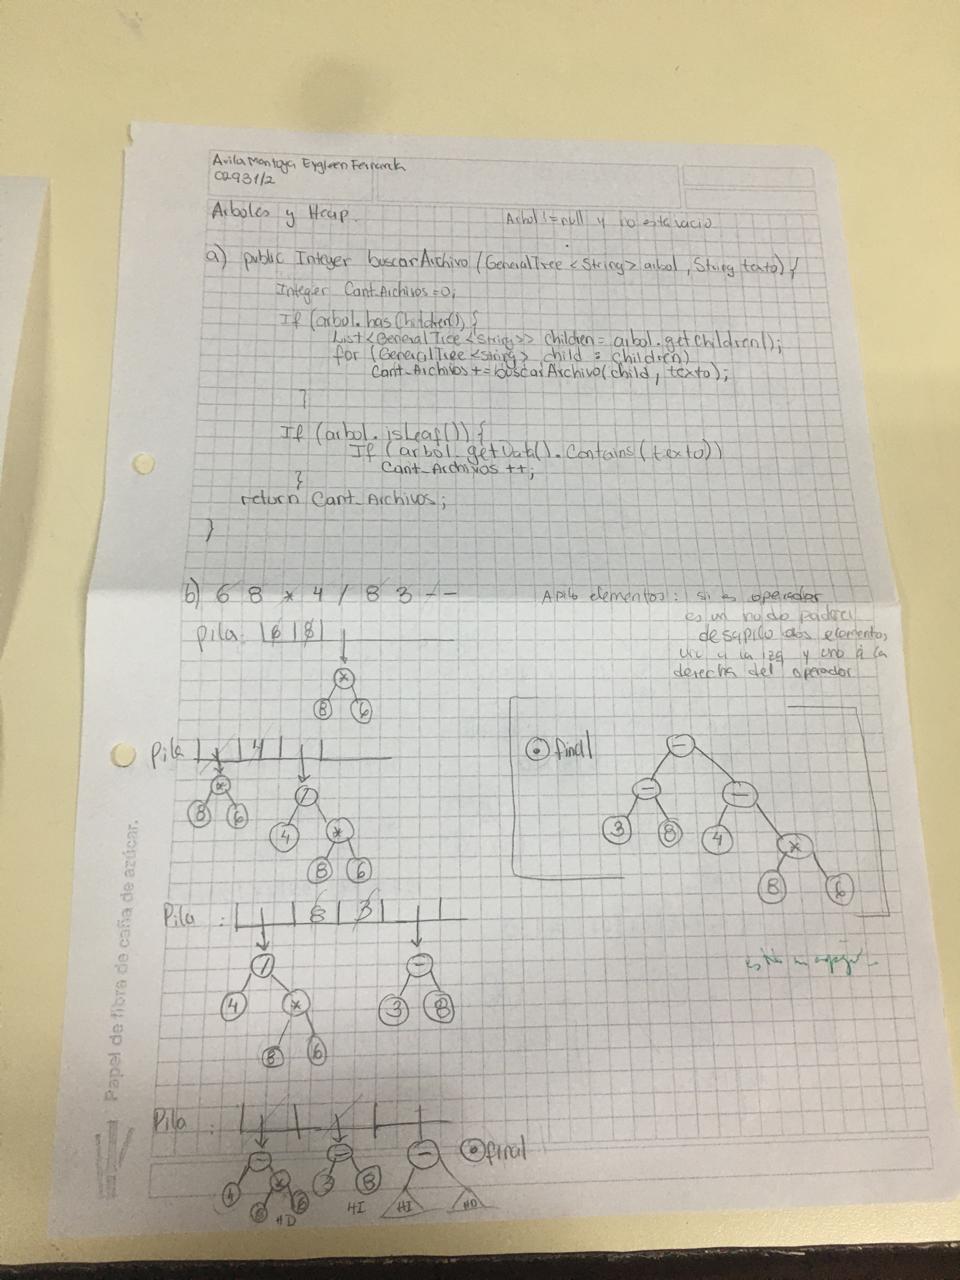 02931/2
Arboles y Heap.
Arbol != null y no esta vacio
a) public Integer buscarArchivo (GeneralTree <String> arbol, String texto) {
Integer Cant_Archivos = 0;
If (arbol.hasChildren()) {
List <GeneralTree <String>> children = arbol.getChildren();
for (GeneralTree <String> child : children)
Cant_Archivos += buscarArchivo(child, texto);
}
If (arbol.isLeaf()) {
If (arbol.getData().Contains(texto))
Cant_Archivos ++;
}
return Cant_Archivos;
}
b) 6 8 * 4 / 8 3 - -
Apilo elementos: si es operador
es un nodo padre,
desapilo dos elementos,
uno a la izq y uno a la
derecha del operador
Pila: 6 8
*
8 6
Pila 4
* /
8 6 4 *
8 6
final
-
- -
3 8 4 *
8 6
Pila : 8 3
/ -
4 * 3 8
8 6
Pila :
- - - final
4 * 3 8 HI HD
8 6 HD HI
Papel de fibra de caña de azúcar.